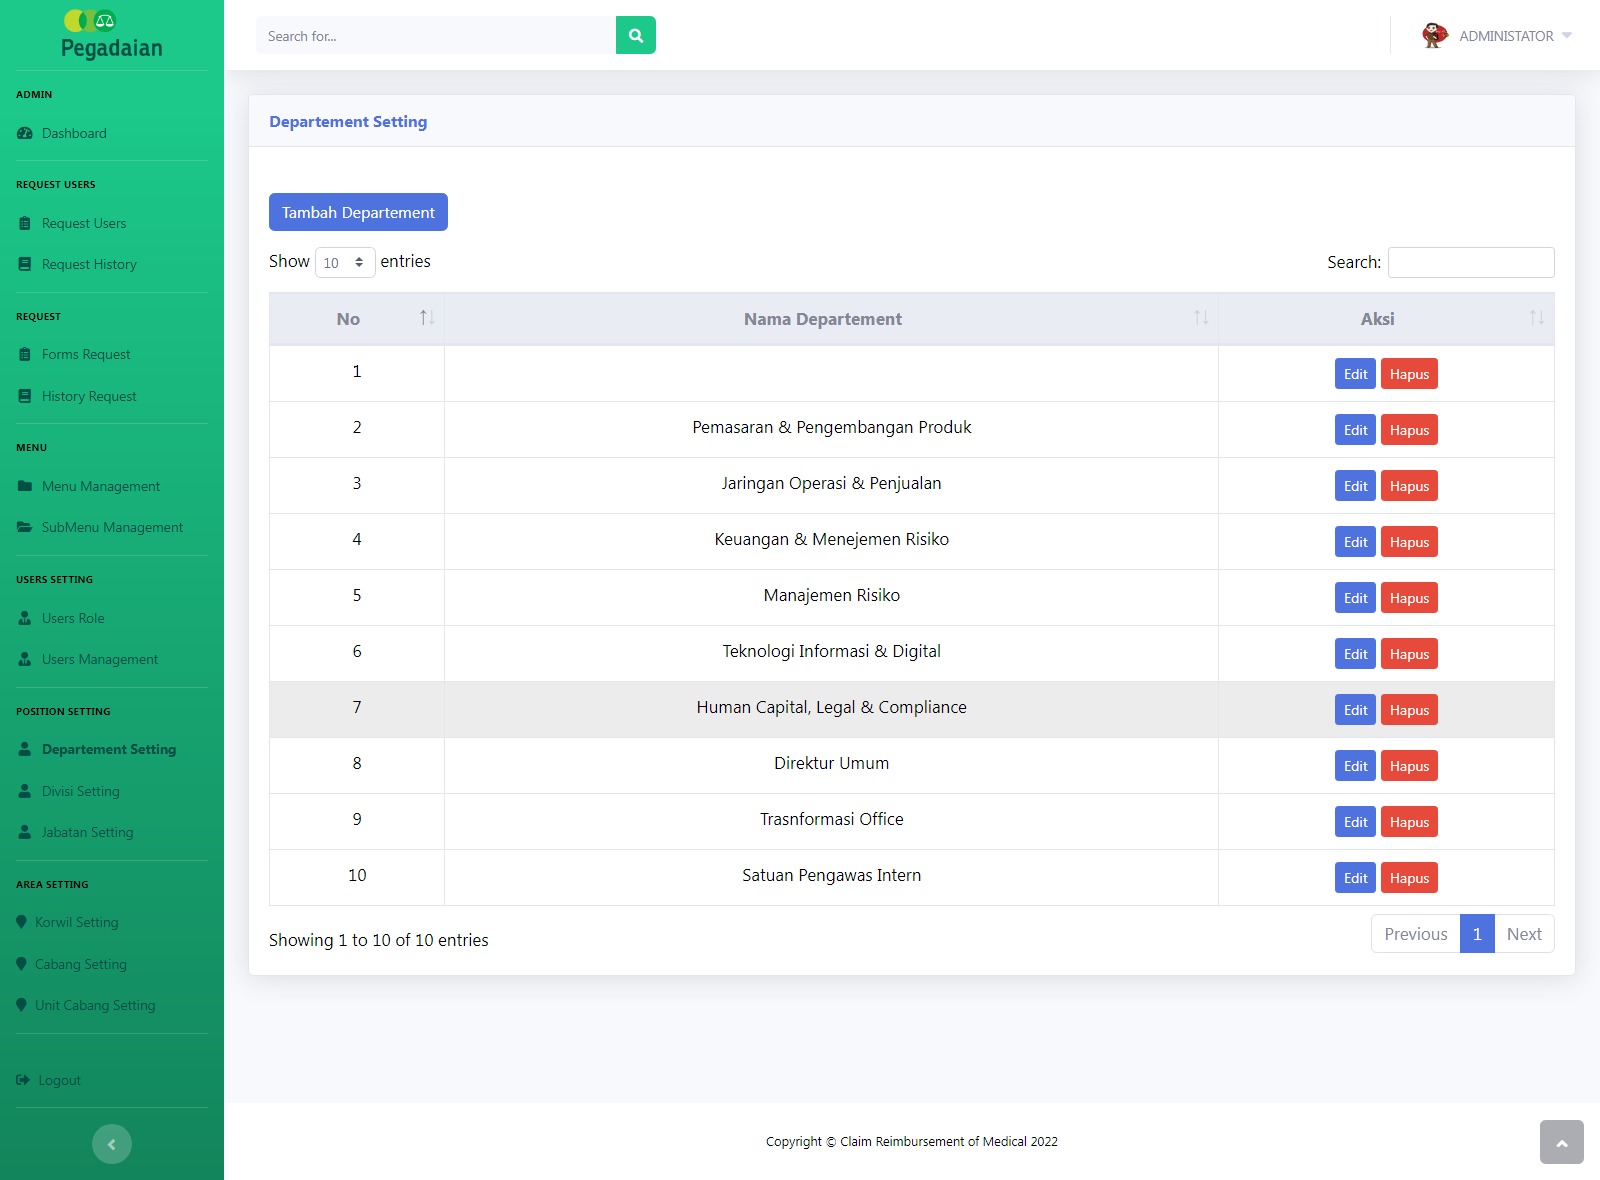 Pegadaian
Search for...
ADMINISTATOR
ADMIN
Dashboard
REQUEST USERS
Request Users
Request History
REQUEST
Forms Request
History Request
MENU
Menu Management
SubMenu Management
USERS SETTING
Users Role
Users Management
POSITION SETTING
Departement Setting
Divisi Setting
Jabatan Setting
AREA SETTING
Korwil Setting
Cabang Setting
Unit Cabang Setting
Logout
Departement Setting
Tambah Departement
Show 10 entries
Search:
No Nama Departement Aksi
1 Edit Hapus
2 Pemasaran & Pengembangan Produk Edit Hapus
3 Jaringan Operasi & Penjualan Edit Hapus
4 Keuangan & Menejemen Risiko Edit Hapus
5 Manajemen Risiko Edit Hapus
6 Teknologi Informasi & Digital Edit Hapus
7 Human Capital, Legal & Compliance Edit Hapus
8 Direktur Umum Edit Hapus
9 Trasnformasi Office Edit Hapus
10 Satuan Pengawas Intern Edit Hapus
Showing 1 to 10 of 10 entries
Previous 1 Next
Copyright © Claim Reimbursement of Medical 2022